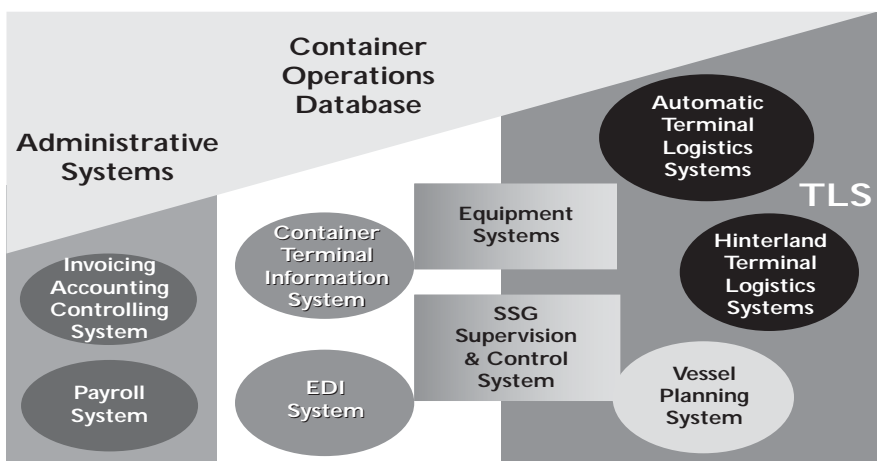 Container
Operations
Database
Administrative
Systems
Automatic
Terminal
Logistics
Systems
TLS
Equipment
Systems
Container
Terminal
Information
System
Hinterland
Terminal
Logistics
Systems
Invoicing
Accounting
Controlling
System
SSG
Supervision
& Control
System
Payroll
System
EDI
System
Vessel
Planning
System